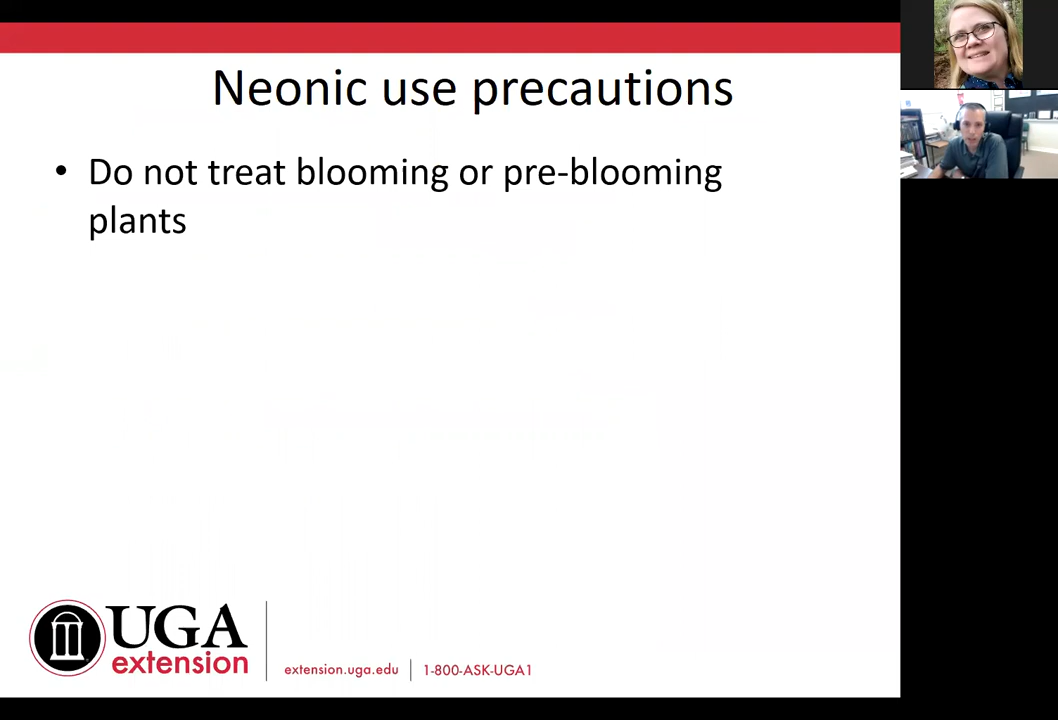 Neonic use precautions
• Do not treat blooming or pre-blooming
plants
UGA
extension
extension.uga.edu | 1-800-ASK-UGA1